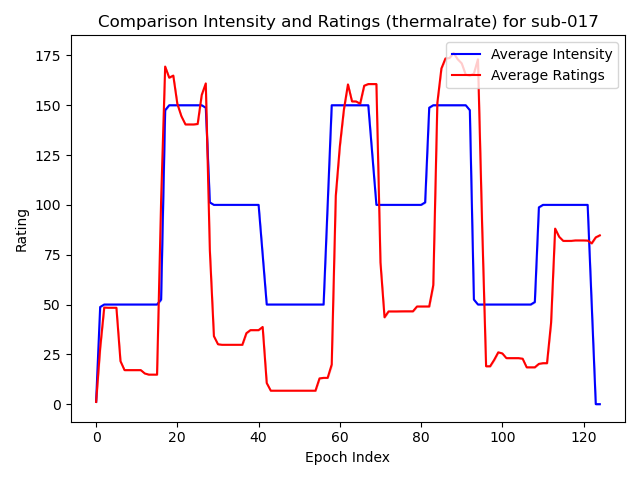 Comparison Intensity and Ratings (thermalrate) for sub-017
Average Intensity
Average Ratings
Rating
175
150
125
100
75
50
25
0
0 20 40 60 80 100 120
Epoch Index